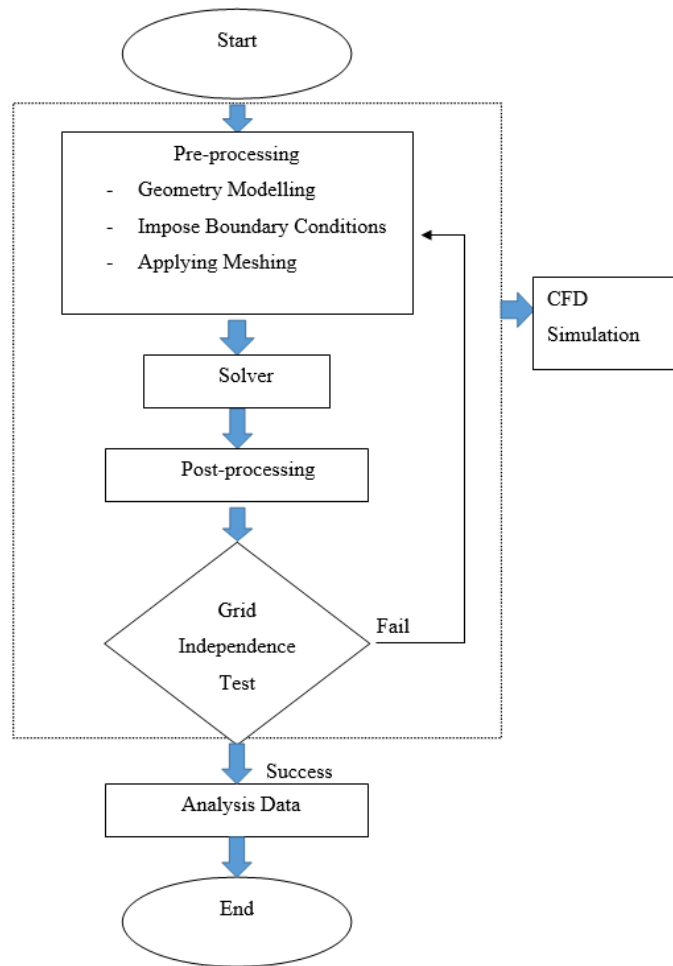 Start
Pre-processing
- Geometry Modelling
- Impose Boundary Conditions
- Applying Meshing
CFD
Simulation
Solver
Post-processing
Grid
Independence
Test
Fail
Success
Analysis Data
End